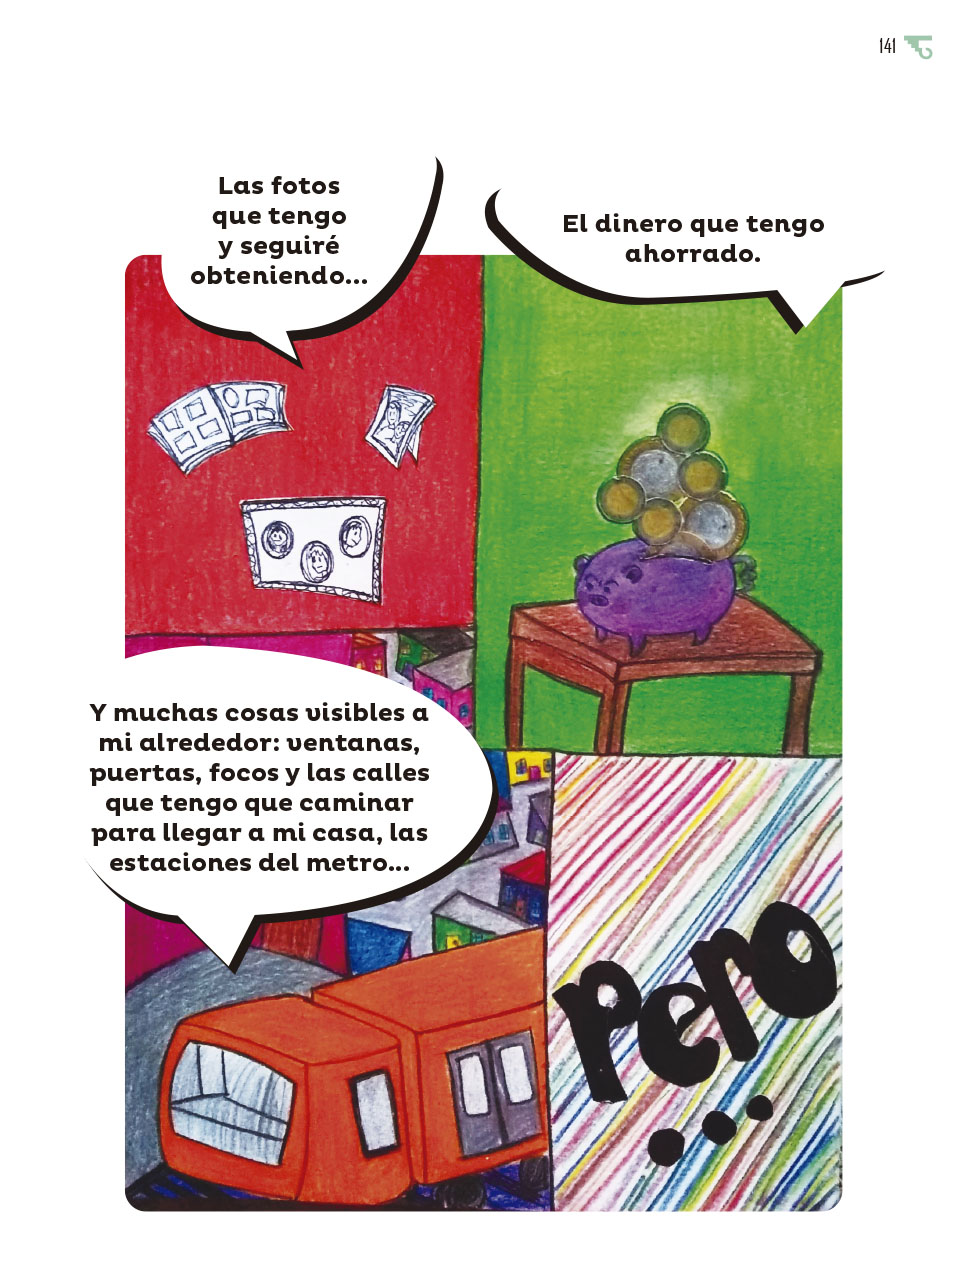 141
Las fotos
que tengo
y seguiré
obteniendo...
El dinero que tengo
ahorrado.
Y muchas cosas visibles a
mi alrededor: ventanas,
puertas, focos y las calles
que tengo que caminar
para llegar a mi casa, las
estaciones del metro...
Pero
...